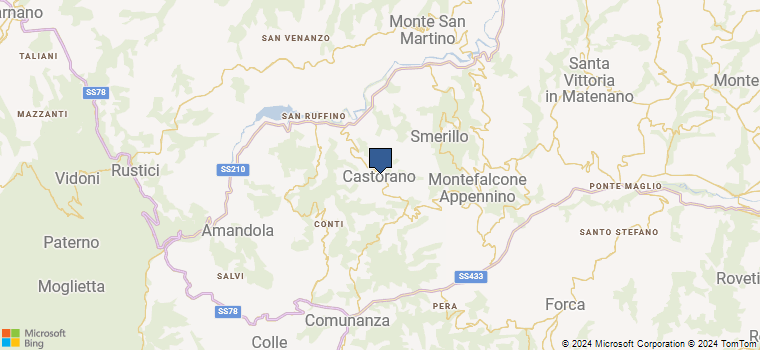 arnano
TALIANI
SAN VENANZO
Monte San
Martino
Santa
Vittoria
in Matenano
Monte
SS78
MAZZANTI
SAN RUFFINO
Smerillo
Rustici
SS210
Vidoni
Castorano
Montefalcone
Appennino
PONTE MAGLIO
Amandola
CONTI
Paterno
SANTO STEFANO
SALVI
SS433
Moglietta
Roveti
SS78
PERA
Forca
Comunanza
Colle
Microsoft
Bing
© 2024 Microsoft Corporation © 2024 TomTom